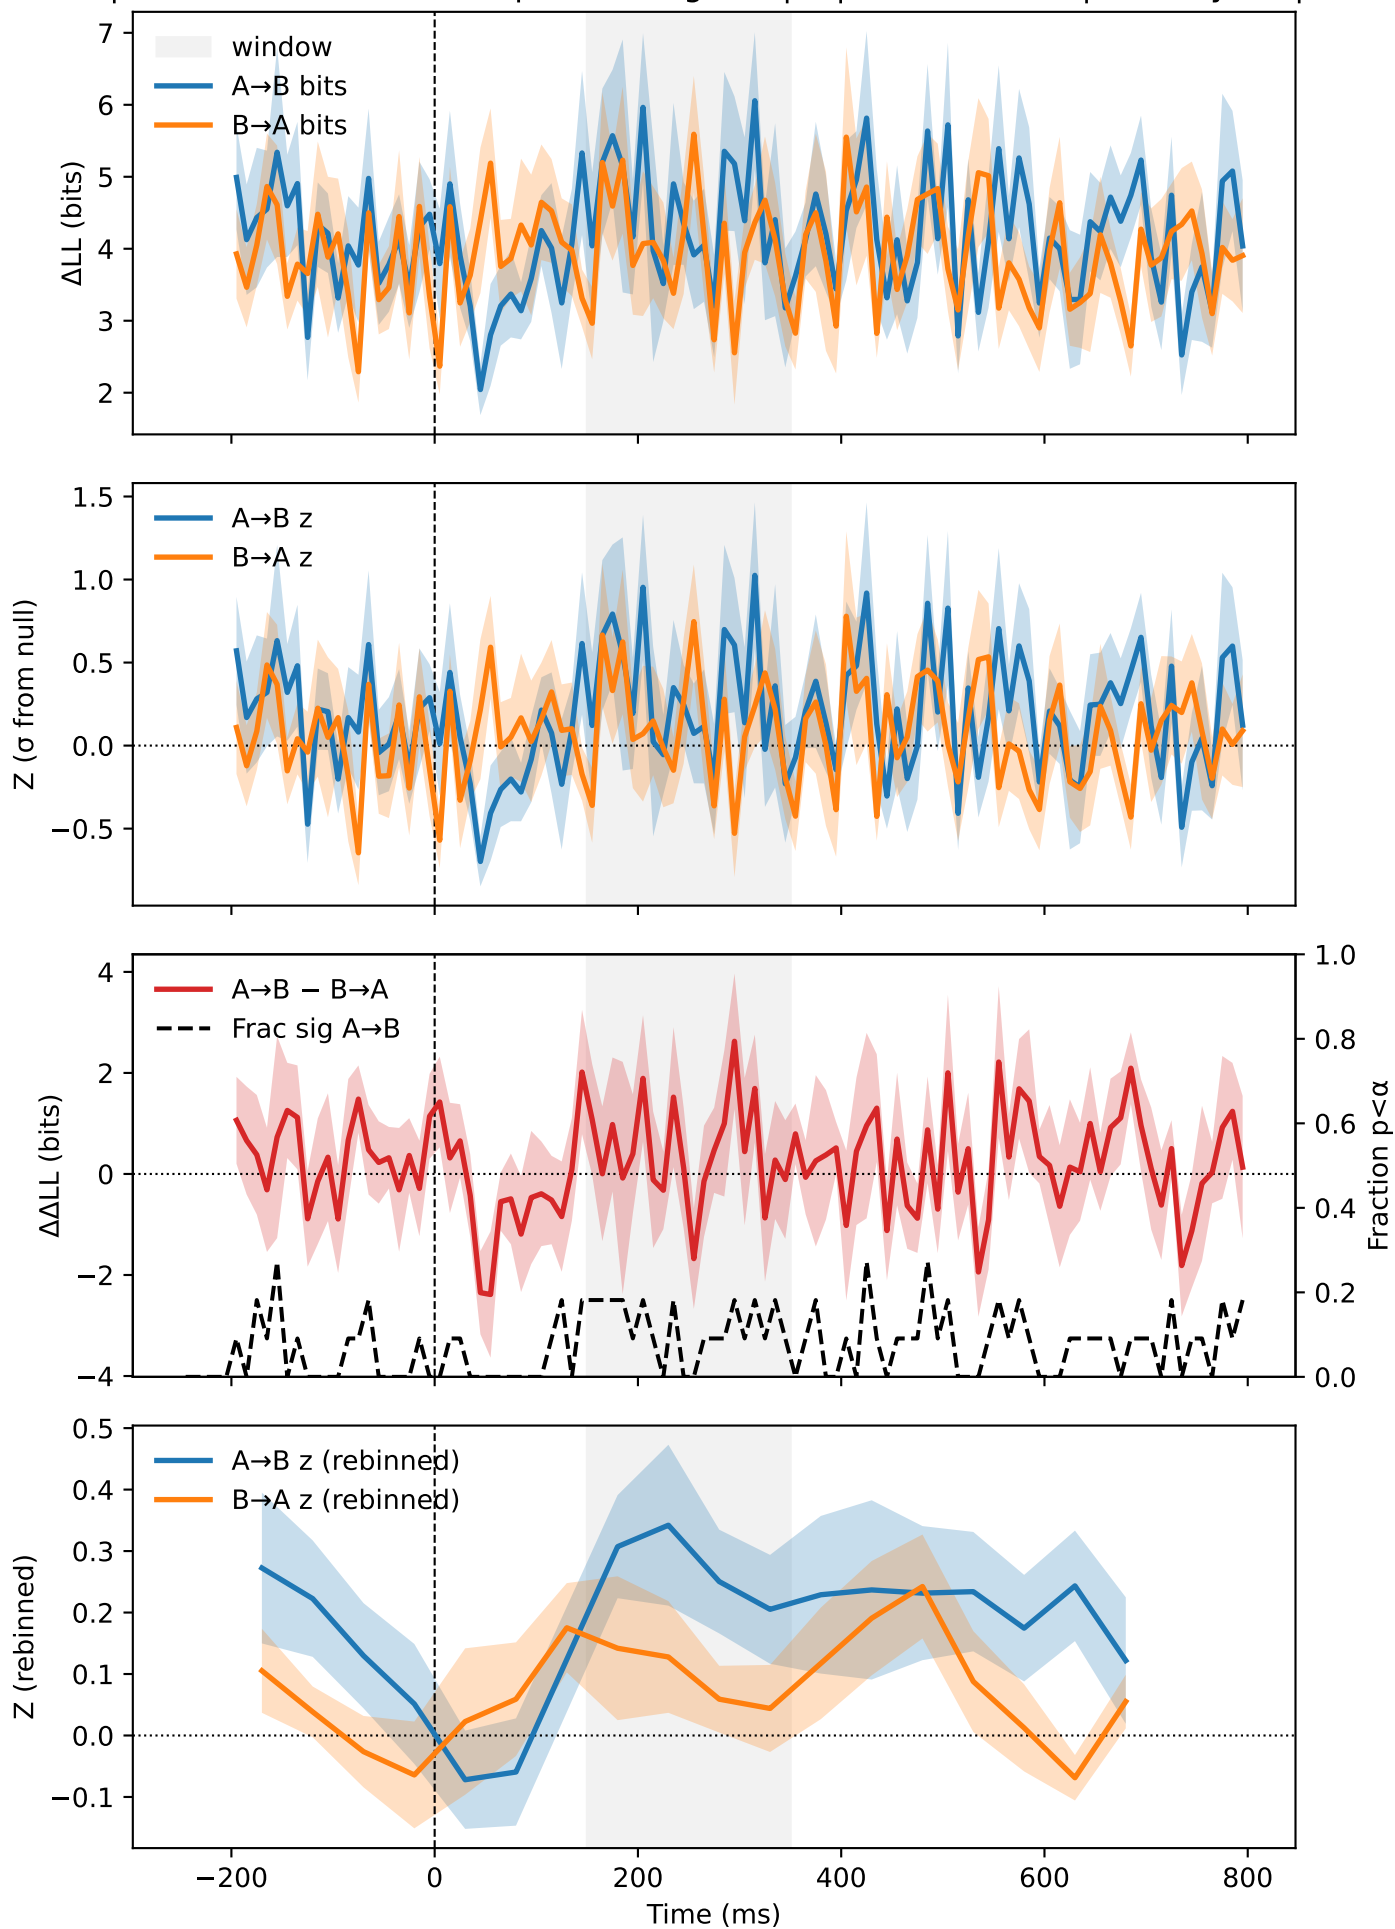 7
6
5
4
3
2
ΔLL (bits)
window
A→B bits
B→A bits
1.5
1.0
0.5
0.0
−0.5
Z (σ from null)
A→B z
B→A z
4
2
0
−2
−4
ΔΔLL (bits)
A→B − B→A
Frac sig A→B
1.0
0.8
0.6
0.4
0.2
0.0
Fraction p<α
0.5
0.4
0.3
0.2
0.1
0.0
−0.1
Z (rebinned)
A→B z (rebinned)
B→A z (rebinned)
−200 0 200 400 600 800
Time (ms)